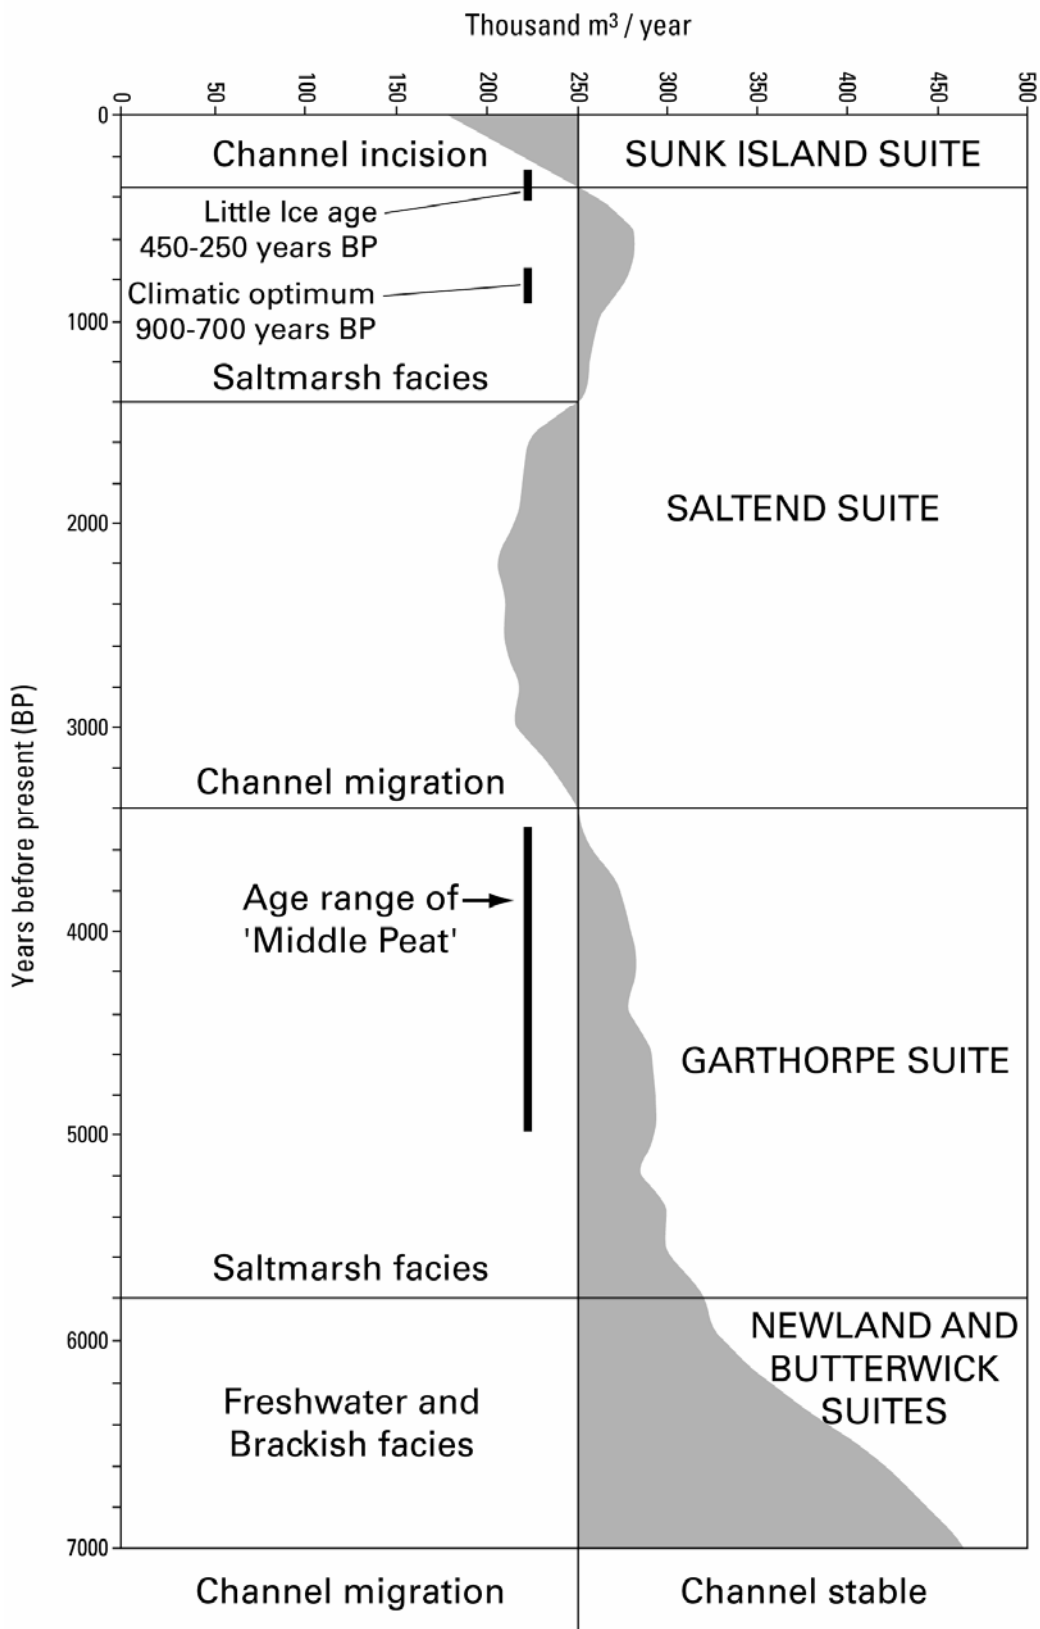 Thousand m³ / year
0 50 100 150 200 250 300 350 400 450 500
0
Channel incision
SUNK ISLAND SUITE
Little Ice age
450-250 years BP
Climatic optimum
900-700 years BP
1000
Saltmarsh facies
2000
SALTEND SUITE
3000
Channel migration
Years before present (BP)
Age range of
'Middle Peat'
4000
GARTHORPE SUITE
5000
Saltmarsh facies
6000
NEWLAND AND
BUTTERWICK
SUITES
Freshwater and
Brackish facies
7000
Channel migration
Channel stable